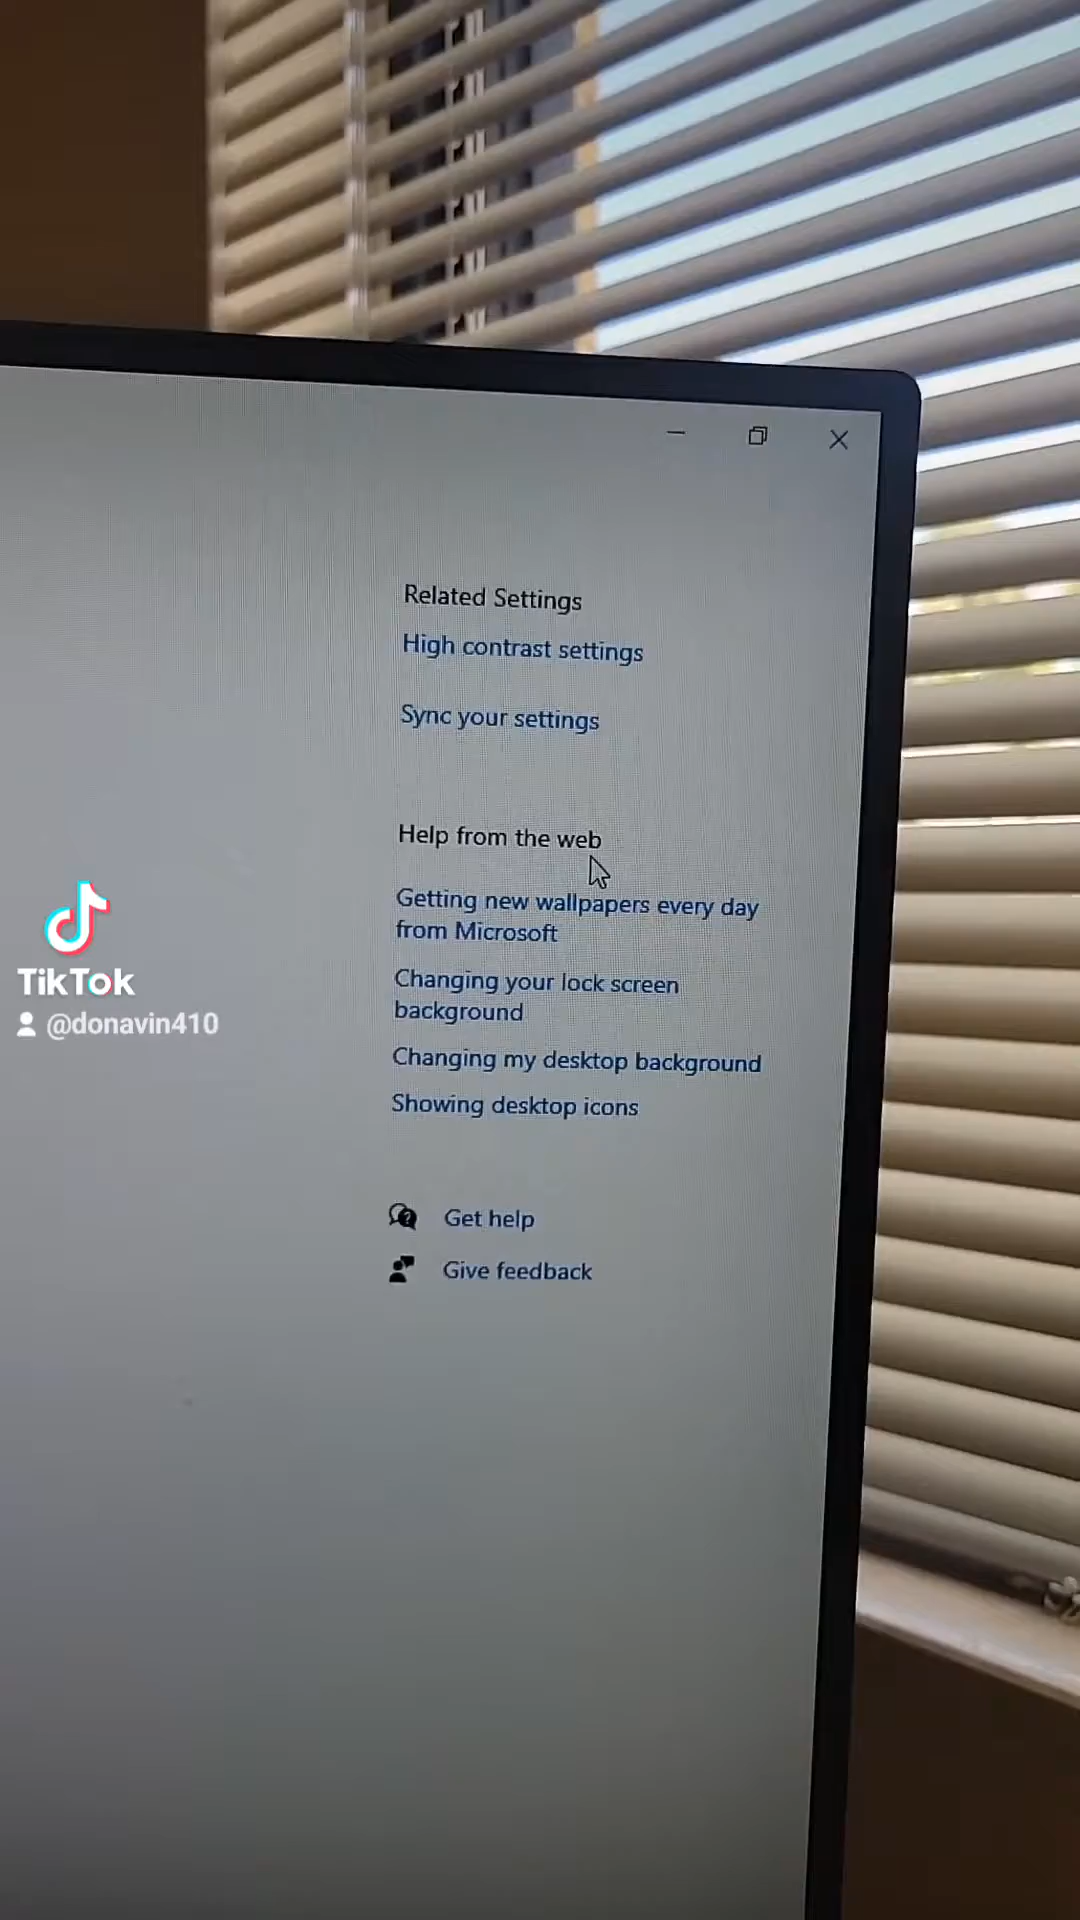 Related Settings
High contrast settings
Sync your settings
Help from the web
Getting new wallpapers every day
from Microsoft
Changing your lock screen
background
Changing my desktop background
Showing desktop icons
Get help
Give feedback
TikTok
@donavin410